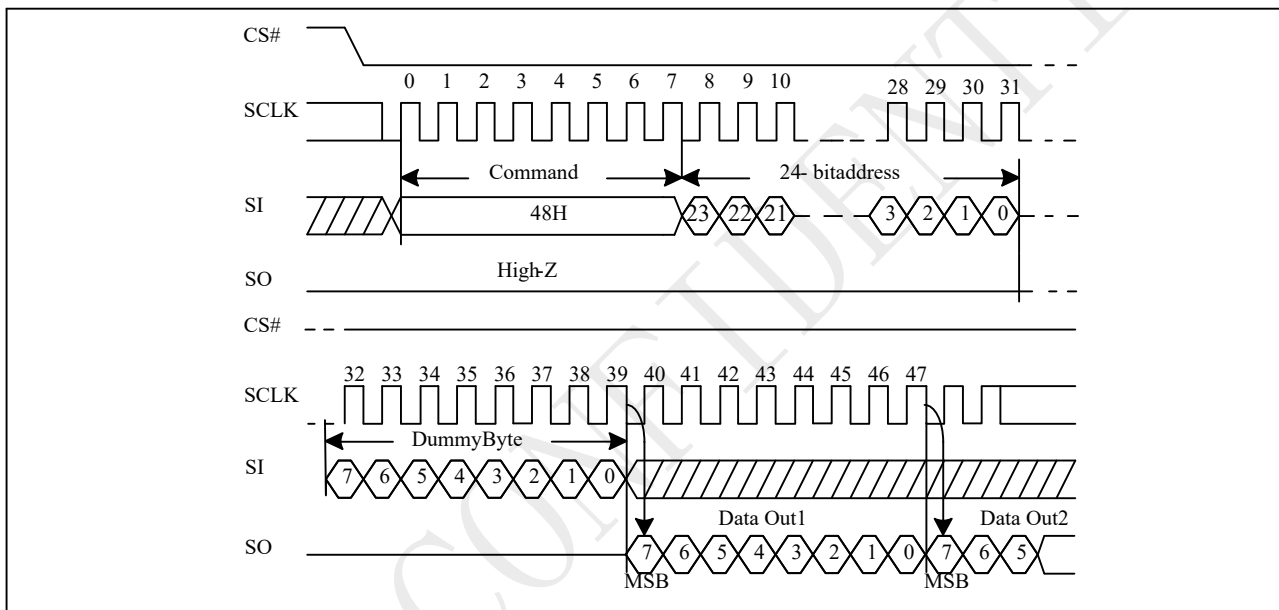 CS#
0 1 2 3 4 5 6 7 8 9 10 28 29 30 31
SCLK
Command 24- bitaddress
SI 48H 23 22 21 3 2 1 0
High-Z
SO
CS#
32 33 34 35 36 37 38 39 40 41 42 43 44 45 46 47
SCLK
DummyByte
SI
7 6 5 4 3 2 1 0
Data Out1 Data Out2
SO 7 6 5 4 3 2 1 0 7 6 5
MSB MSB
CONFIDENT